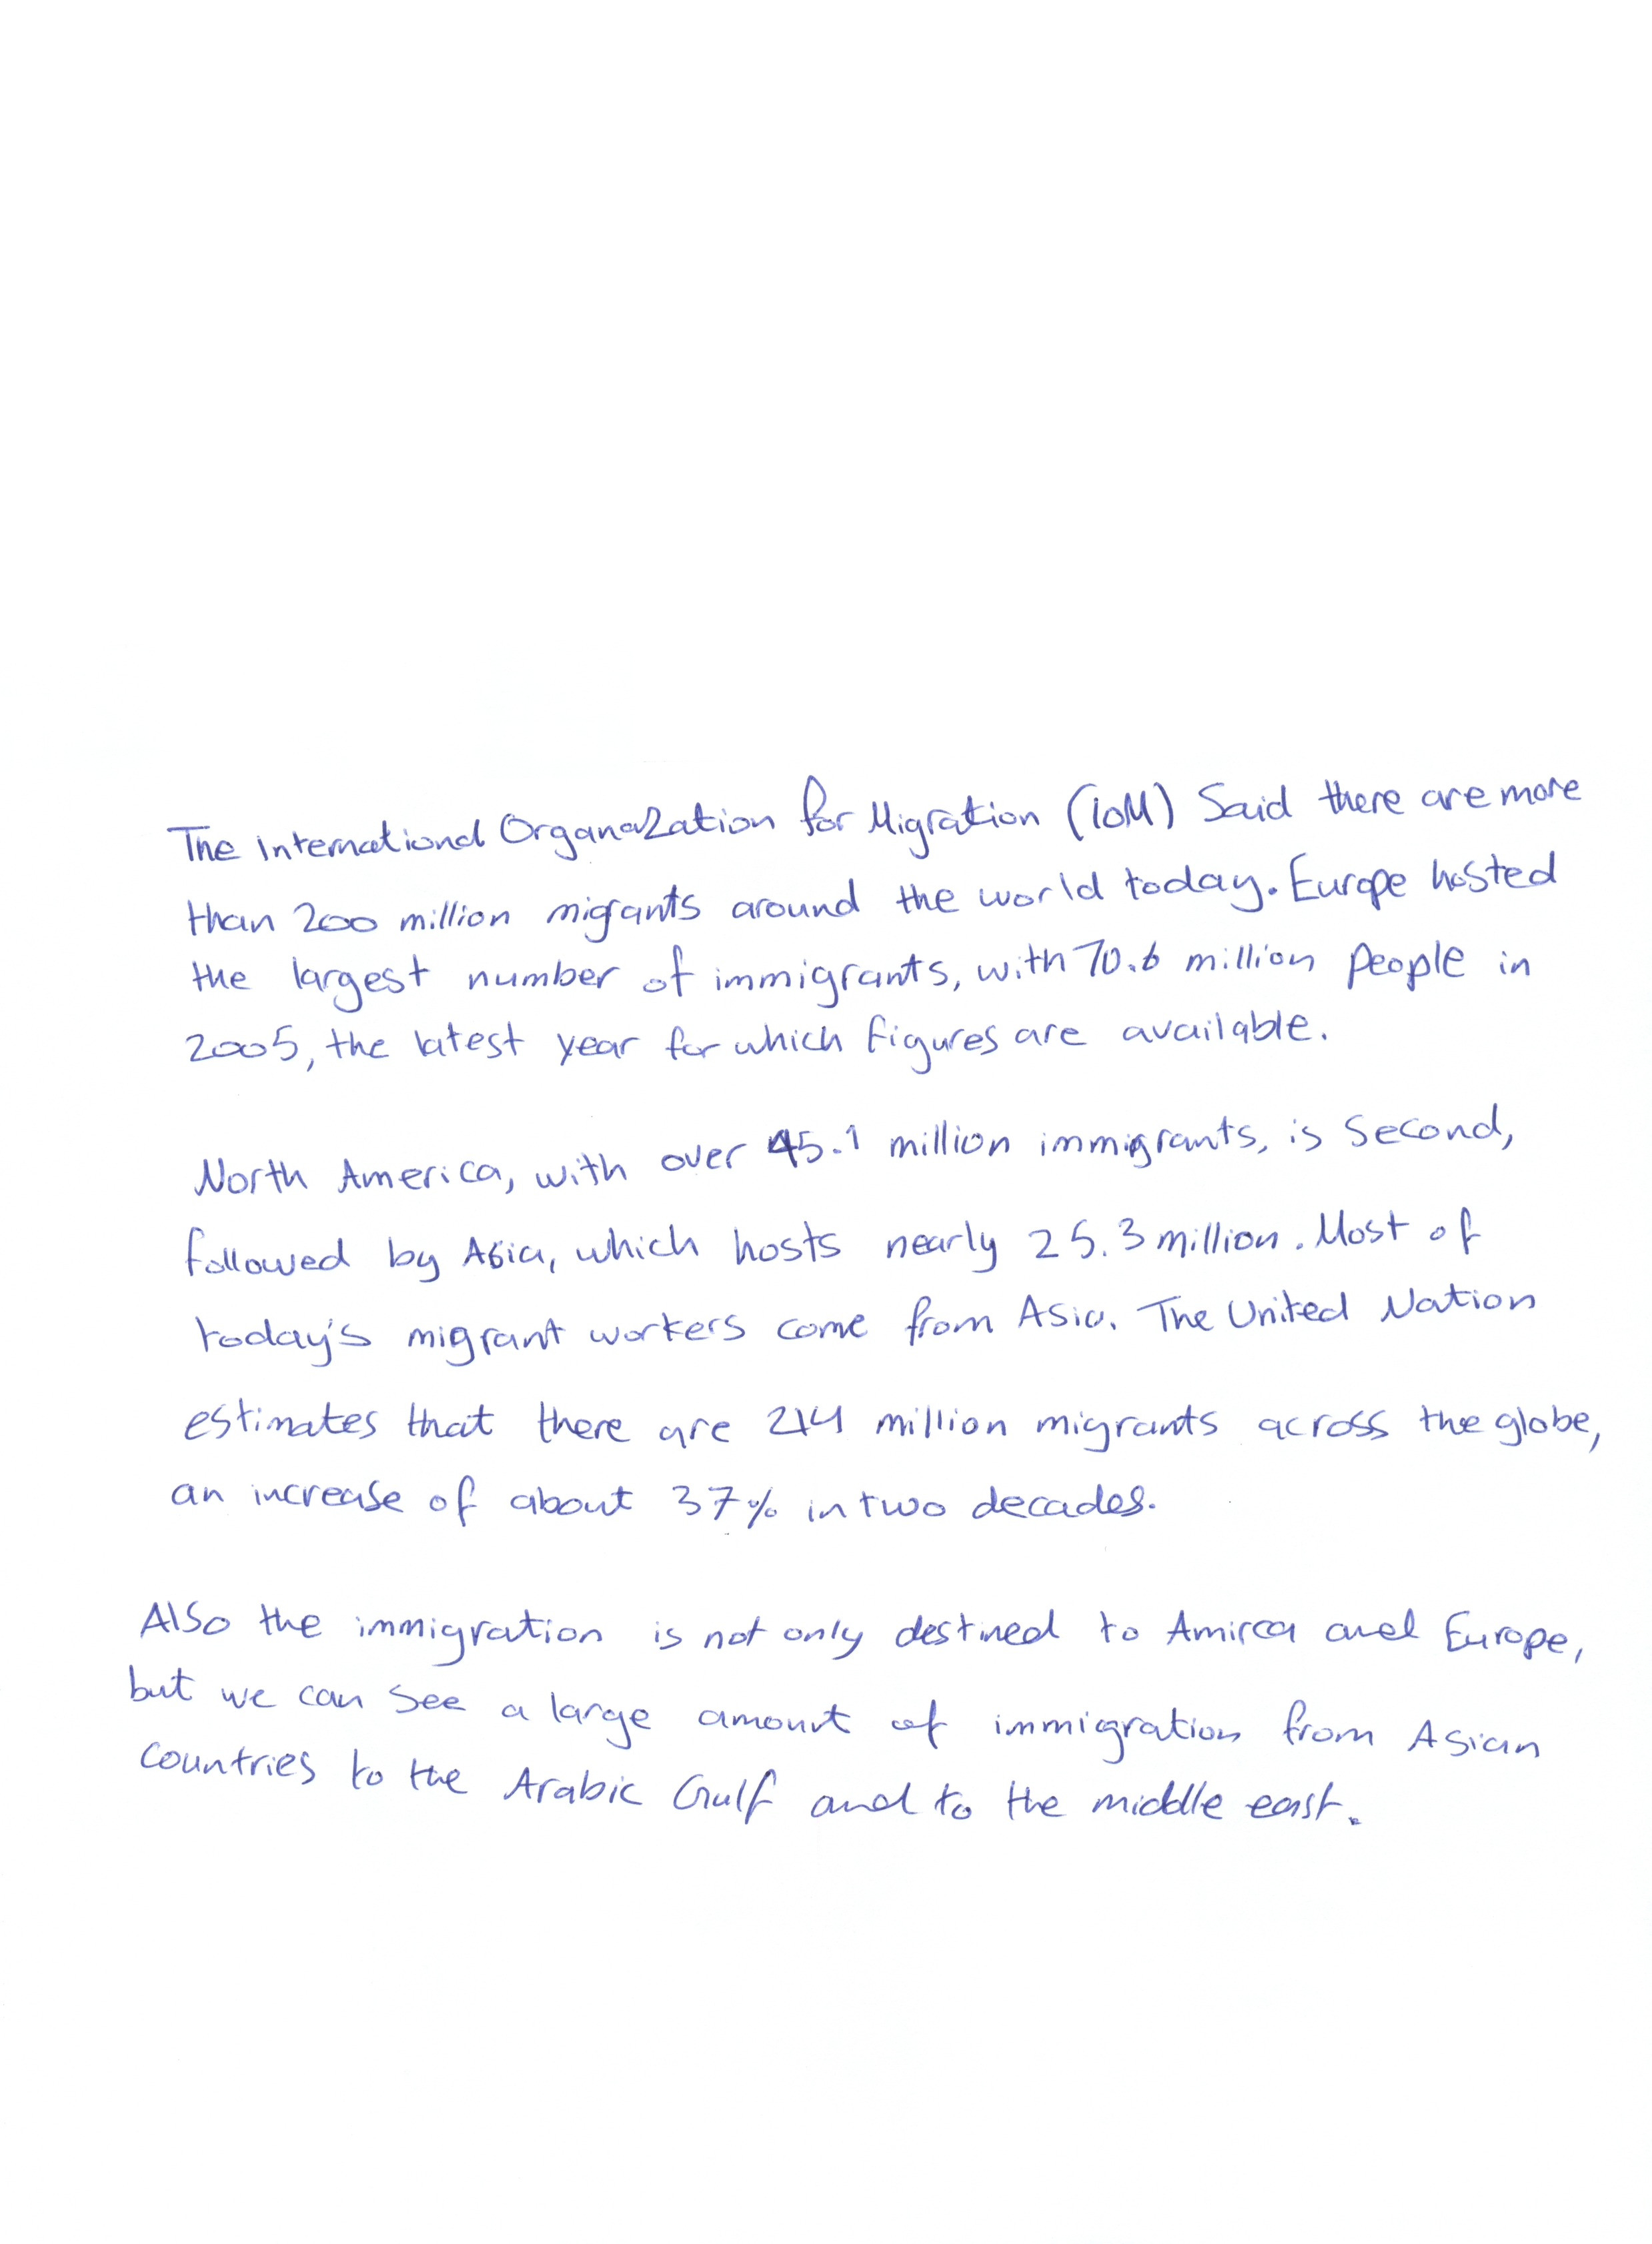 The International Organazation for Migration (IOM) Said there are more
than 200 million migrants around the world today. Europe hosted
the largest number of immigrants, with 70.6 million people in
2005, the latest year for which figures are available.
North America, with over 45.1 million immigrants, is Second,
followed by Asia, which hosts nearly 25.3 million. Most of
today's migrant workers come from Asia. The United Nation
estimates that there are 214 million migrants across the globe,
an increase of about 37% in two decades.
Also the immigration is not only destined to Amirca and Europe,
but we can see a large amount of immigration from Asian
countries to the Arabic Gulf and to the middle east.